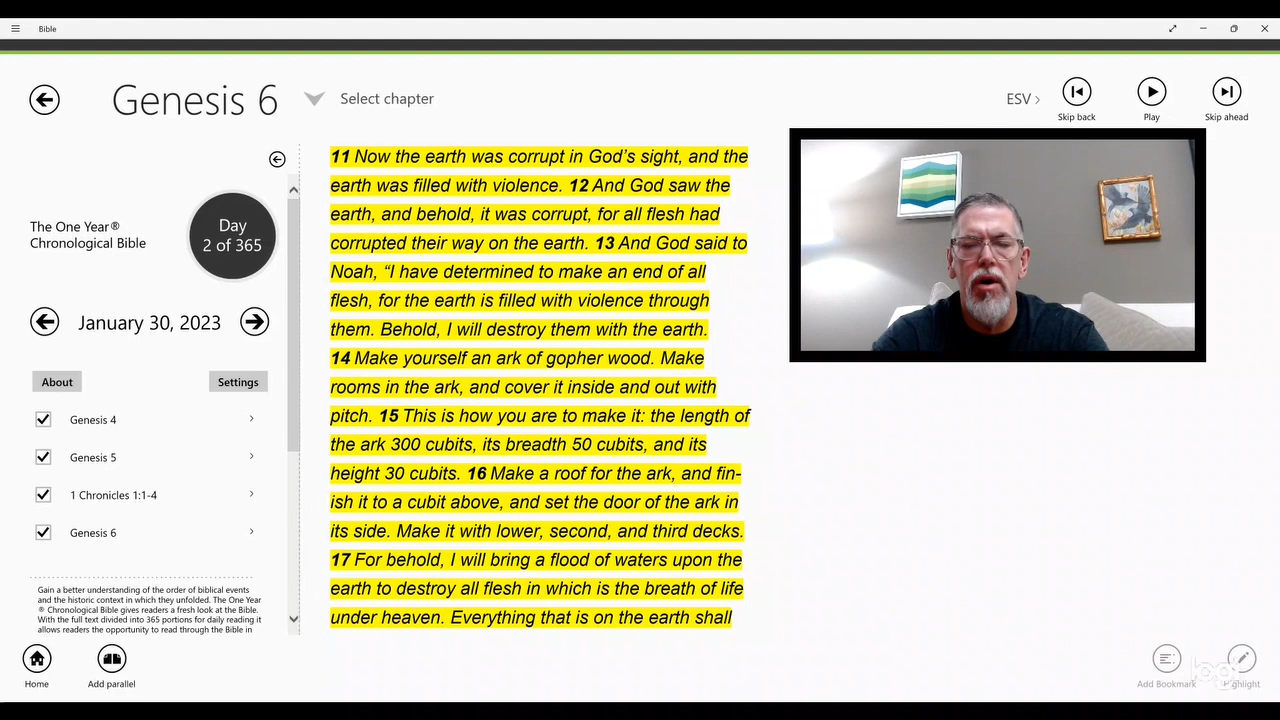 Bible
Genesis 6
Select chapter
ESV
Skip back
Play
Skip ahead
The One Year®
Chronological Bible
Day
2 of 365
January 30, 2023
About
Settings
Genesis 4
Genesis 5
1 Chronicles 1:1-4
Genesis 6
Gain a better understanding of the order of biblical events
and the historic context in which they unfolded. The One Year
® Chronological Bible gives readers a fresh look at the Bible.
With the full text divided into 365 portions for daily reading it
allows readers the opportunity to read through the Bible in
11 Now the earth was corrupt in God’s sight, and the
earth was filled with violence. 12 And God saw the
earth, and behold, it was corrupt, for all flesh had
corrupted their way on the earth. 13 And God said to
Noah, “I have determined to make an end of all
flesh, for the earth is filled with violence through
them. Behold, I will destroy them with the earth.
14 Make yourself an ark of gopher wood. Make
rooms in the ark, and cover it inside and out with
pitch. 15 This is how you are to make it: the length of
the ark 300 cubits, its breadth 50 cubits, and its
height 30 cubits. 16 Make a roof for the ark, and fin-
ish it to a cubit above, and set the door of the ark in
its side. Make it with lower, second, and third decks.
17 For behold, I will bring a flood of waters upon the
earth to destroy all flesh in which is the breath of life
under heaven. Everything that is on the earth shall
Home
Add parallel
Add Bookmark
Highlight
logi